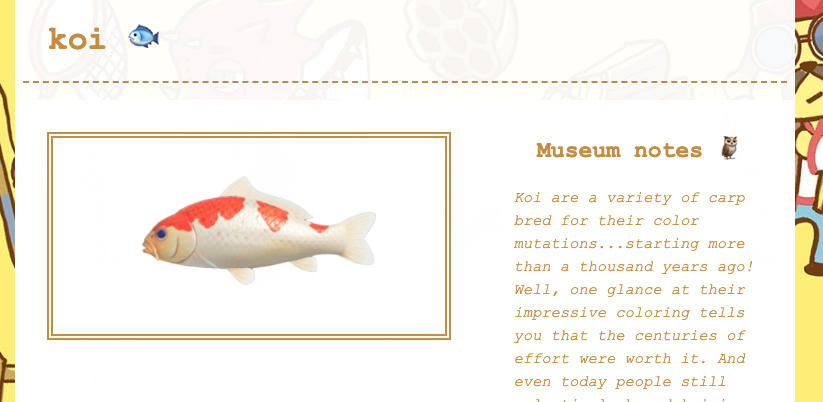 koi
Museum notes
Koi are a variety of carp
bred for their color
mutations...starting more
than a thousand years ago!
Well, one glance at their
impressive coloring tells
you that the centuries of
effort were worth it. And
even today people still